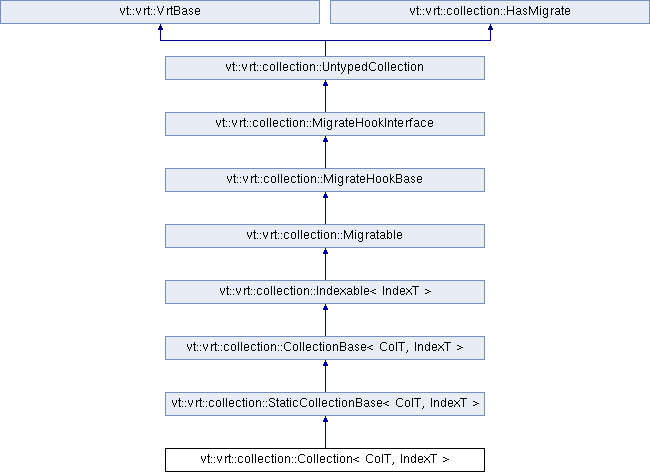 vt::vrt::VrtBase
vt::vrt::collection::HasMigrate
vt::vrt::collection::UntypedCollection
vt::vrt::collection::MigrateHookInterface
vt::vrt::collection::MigrateHookBase
vt::vrt::collection::Migratable
vt::vrt::collection::Indexable< IndexT >
vt::vrt::collection::CollectionBase< ColT, IndexT >
vt::vrt::collection::StaticCollectionBase< ColT, IndexT >
vt::vrt::collection::Collection< ColT, IndexT >